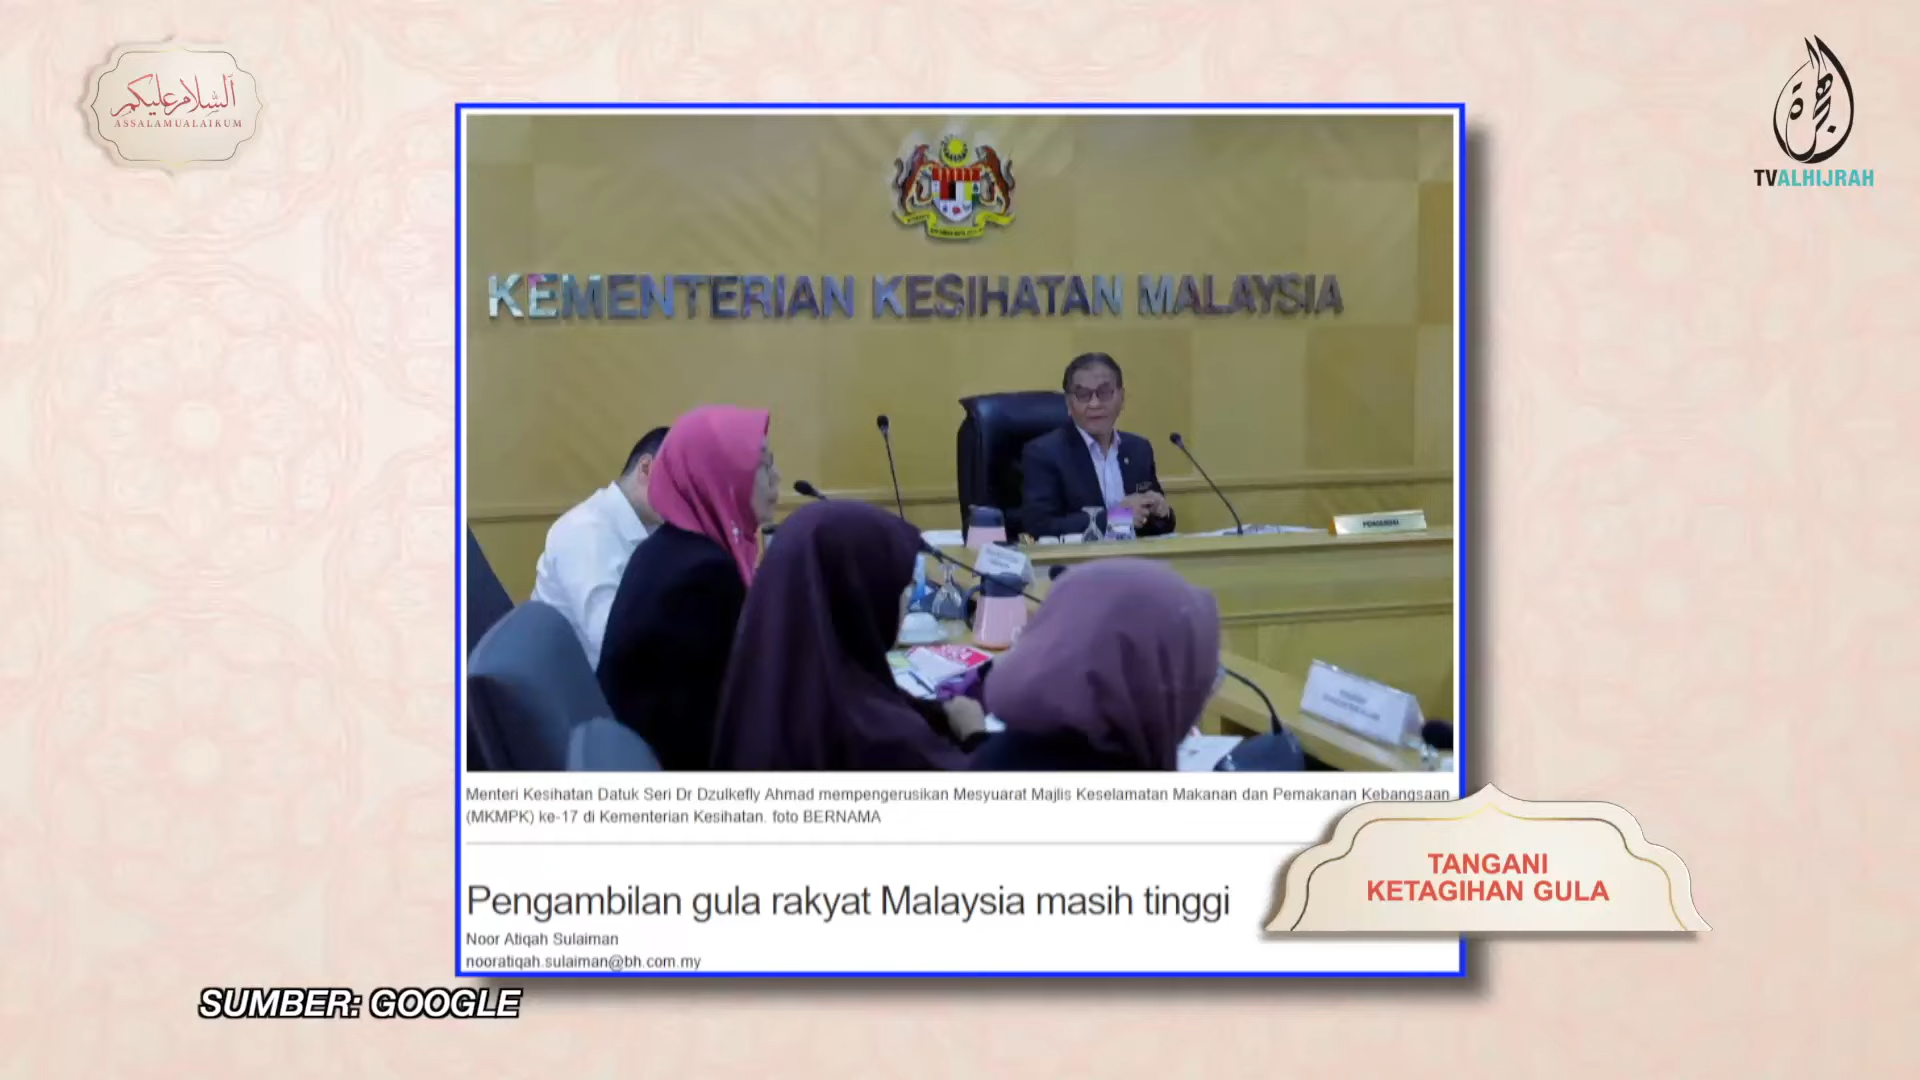 السلام عليكم
ASSALAMUALAIKUM
الهجرة
TVALHIJRAH
KEMENTERIAN KESIHATAN MALAYSIA
PENGERUSI
Menteri Kesihatan Datuk Seri Dr Dzulkefly Ahmad mempengerusikan Mesyuarat Majlis Keselamatan Makanan dan Pemakanan Kebangsaan
(MKMPK) ke-17 di Kementerian Kesihatan. foto BERNAMA
Pengambilan gula rakyat Malaysia masih tinggi
Noor Atiqah Sulaiman
nooratiqah.sulaiman@bh.com.my
TANGANI
KETAGIHAN GULA
SUMBER: GOOGLE